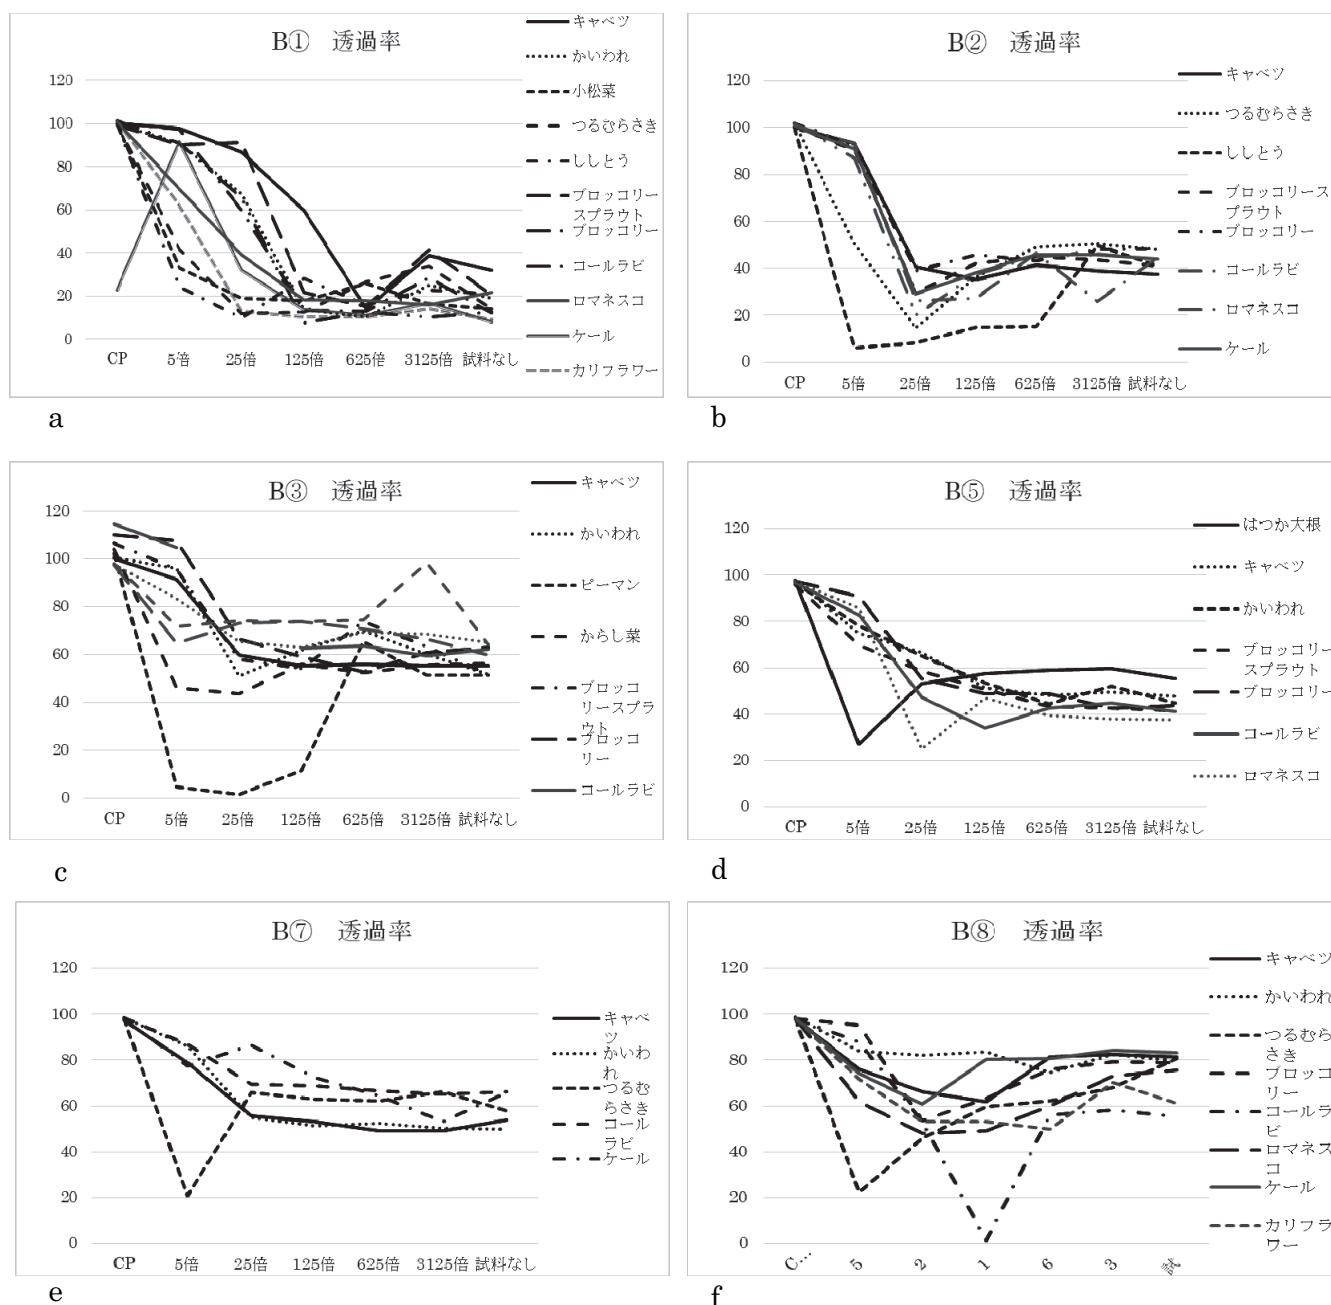 B① 透過率
120
100
80
60
40
20
0
CP 5倍 25倍 125倍 625倍 3125倍 試料なし
キャベツ
かいわれ
小松菜
つるむらさき
ししとう
ブロッコリー
スプラウト
ブロッコリー
コールラビ
ロマネスコ
ケール
カリフラワー
a
B② 透過率
120
100
80
60
40
20
0
CP 5倍 25倍 125倍 625倍 3125倍 試料なし
キャベツ
つるむらさき
ししとう
ブロッコリース
プラウト
ブロッコリー
コールラビ
ロマネスコ
ケール
b
B③ 透過率
120
100
80
60
40
20
0
CP 5倍 25倍 125倍 625倍 3125倍 試料なし
キャベツ
かいわれ
ピーマン
からし菜
ブロッコ
リースプラ
ウト
ブロッコ
リー
コールラビ
c
B⑤ 透過率
120
100
80
60
40
20
0
CP 5倍 25倍 125倍 625倍 3125倍 試料なし
はつか大根
キャベツ
かいわれ
ブロッコリー
スプラウト
ブロッコリー
コールラビ
ロマネスコ
d
B⑦ 透過率
120
100
80
60
40
20
0
CP 5倍 25倍 125倍 625倍 3125倍 試料なし
キャベ
ツ
かいわ
れ
つるむ
らさき
コール
ラビ
ケール
e
B⑧ 透過率
120
100
80
60
40
20
0
C… 5 2 1 6 3 試
キャベツ
かいわれ
つるむら
さき
ブロッコ
リー
コールラ
ビ
ロマネス
コ
ケール
カリフラ
ワー
f